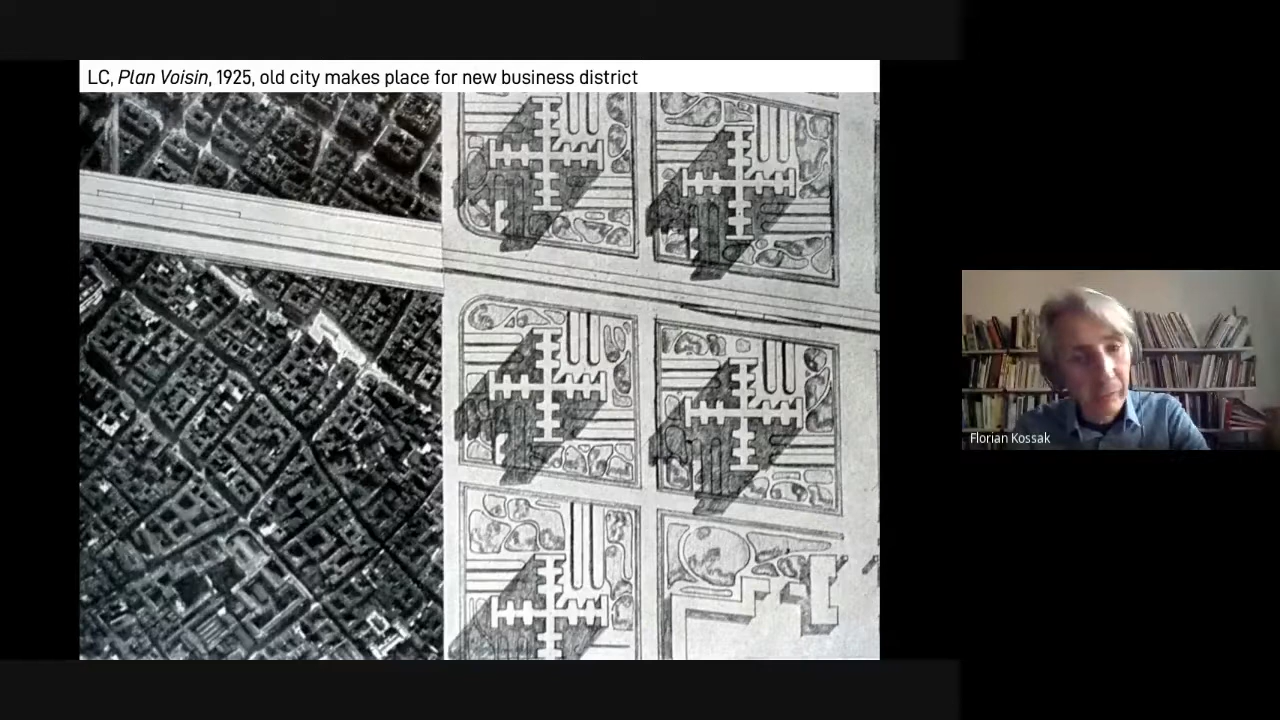 LC, Plan Voisin, 1925, old city makes place for new business district
Florian Kossak